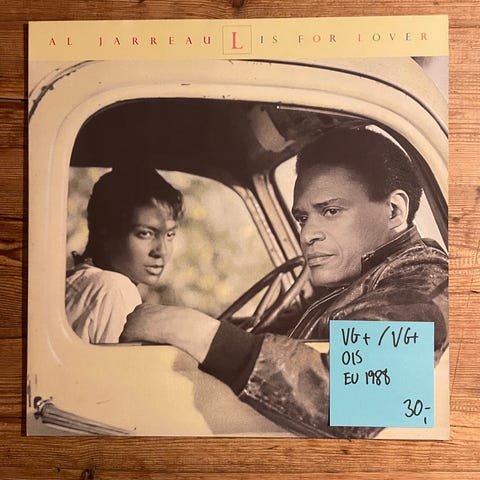 AL JARREAU L IS FOR LOVER
VG+ / VG+
OIS
EU 1988
30,-